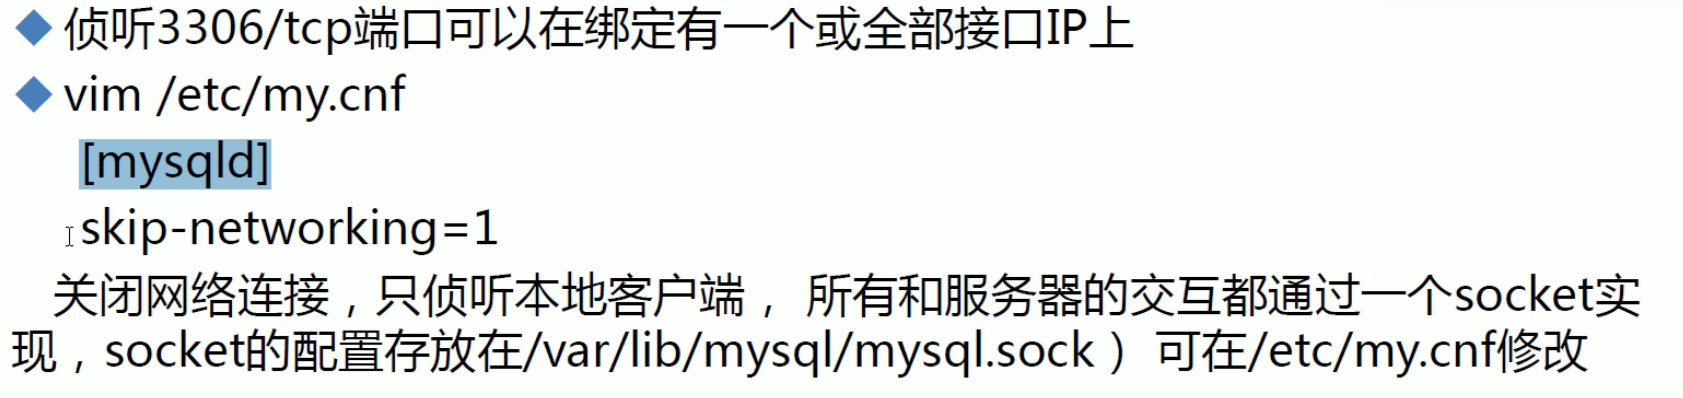 侦听3306/tcp端口可以在绑定有一个或全部接口IP上
vim /etc/my.cnf
[mysqld]
skip-networking=1
关闭网络连接，只侦听本地客户端， 所有和服务器的交互都通过一个socket实
现，socket的配置存放在/var/lib/mysql/mysql.sock） 可在/etc/my.cnf修改